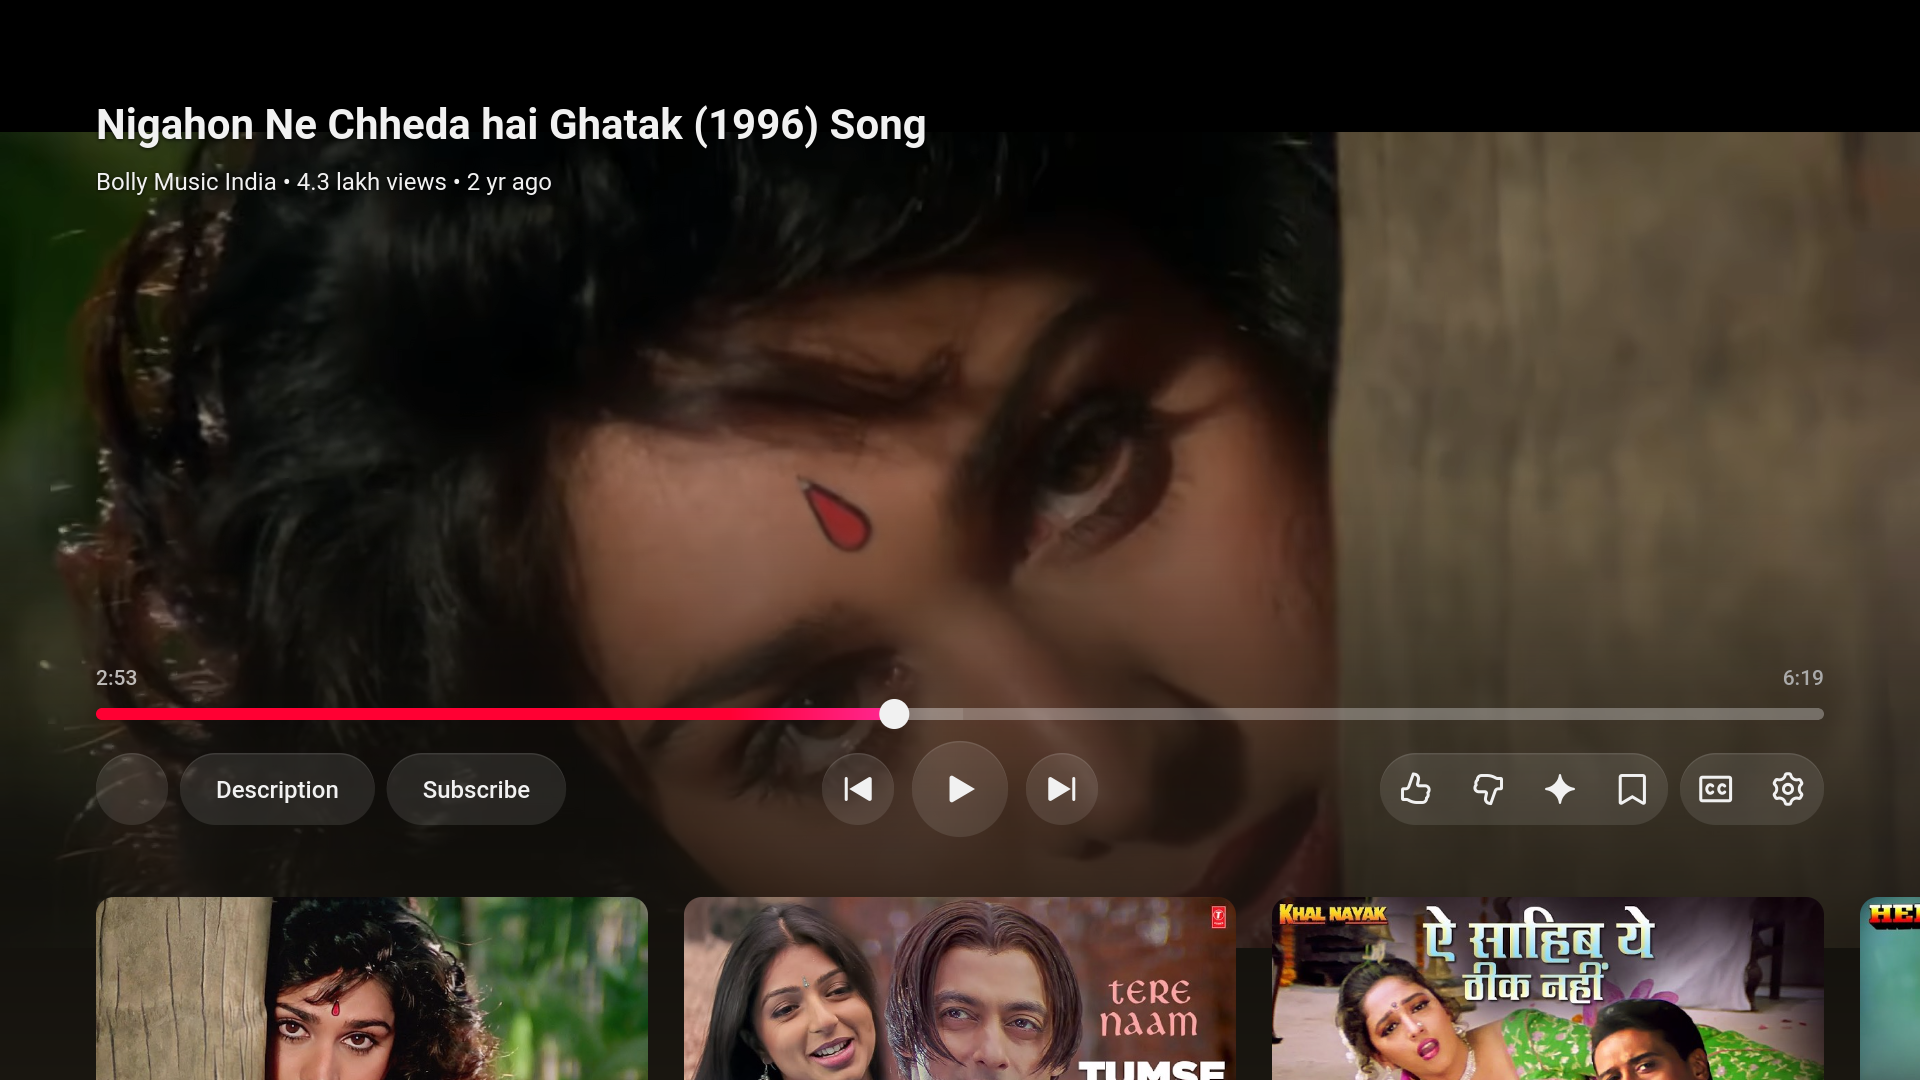 Nigahon Ne Chheda hai Ghatak (1996) Song
Bolly Music India • 4.3 lakh views • 2 yr ago
2:53
6:19
Description
Subscribe
CC
TERE
NAAM
TUMSE
KHAL NAYAK
ऐ साहिब ये
ठीक नहीं